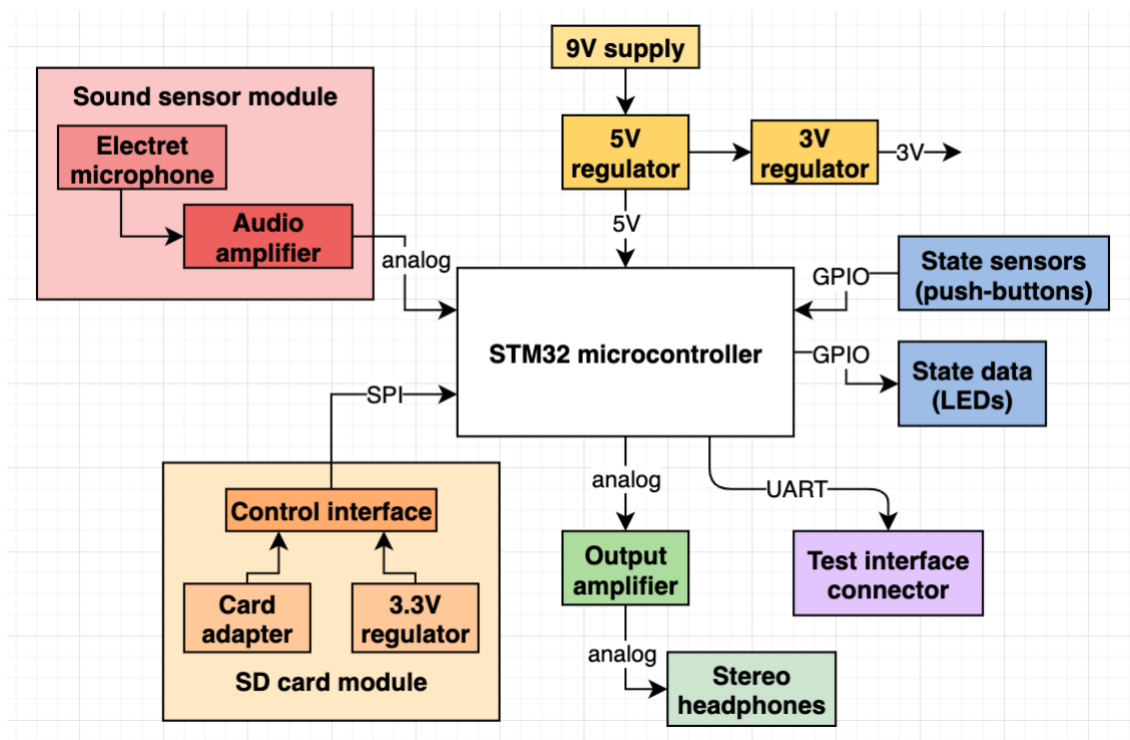 9V supply
Sound sensor module
Electret
microphone
Audio
amplifier
analog
5V
regulator
3V
regulator
3V
5V
State sensors
(push-buttons)
GPIO
STM32 microcontroller
GPIO
State data
(LEDs)
SPI
Control interface
Card
adapter
3.3V
regulator
SD card module
analog
UART
Output
amplifier
Test interface
connector
analog
Stereo
headphones